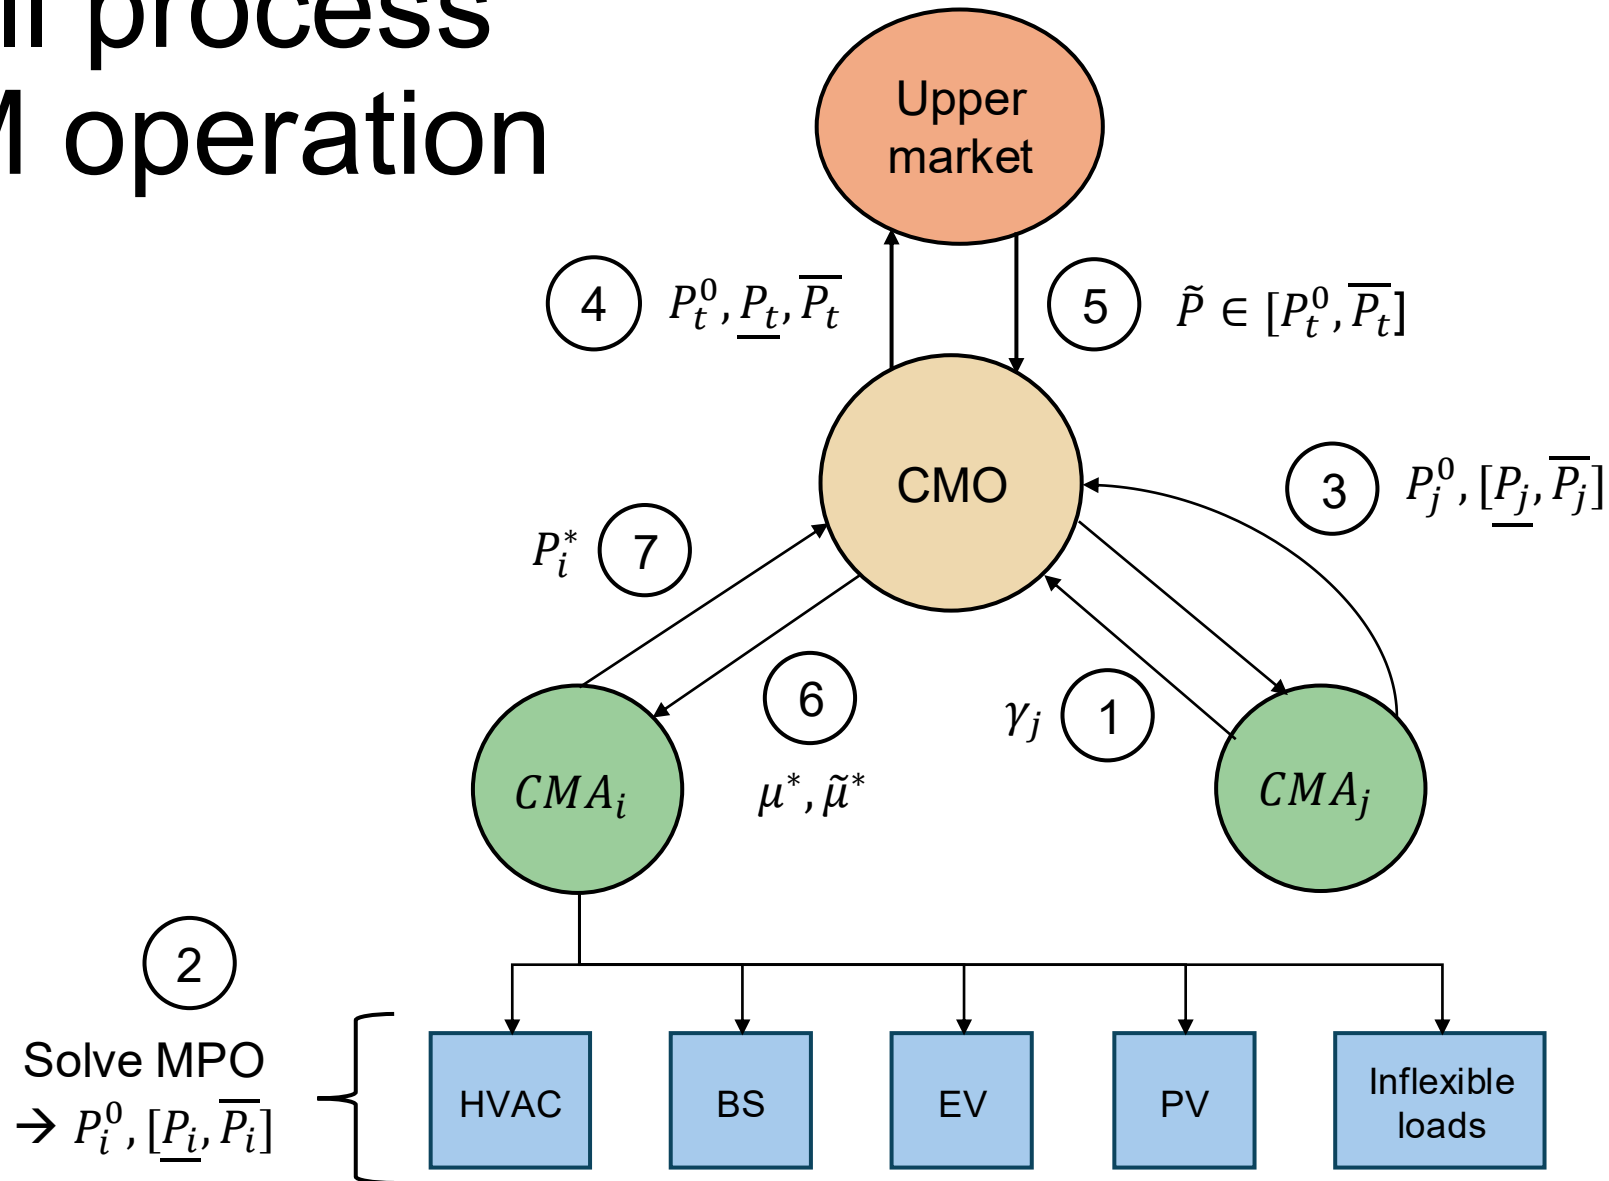 process
M operation
Upper
market
4
P_t^0, \underline{P_t}, \overline{P_t}
5
\tilde{P} ∈ [P_t^0, \overline{P_t}]
CMO
3
P_j^0, [\underline{P_j}, \overline{P_j}]
P_i^*
7
6
μ^*, \tilde{μ}^*
γ_j
1
CMA_i
CMA_j
2
Solve MPO
→ P_i^0, [\underline{P_i}, \overline{P_i}]
HVAC
BS
EV
PV
Inflexible
loads